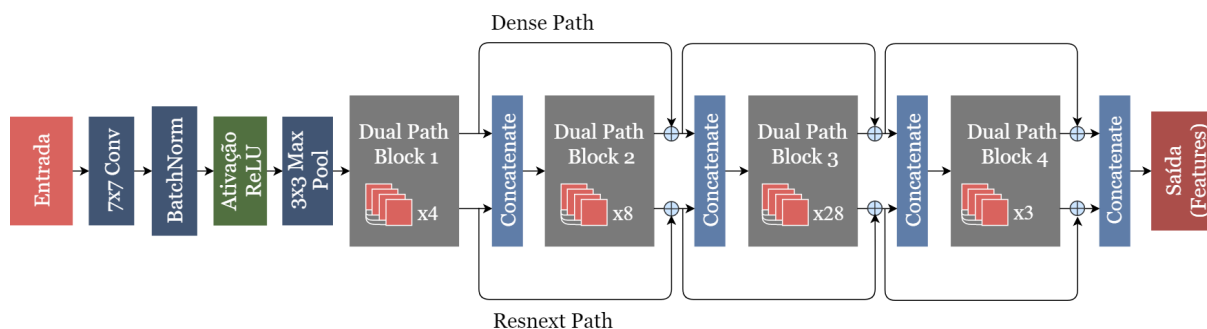 Dense Path
Entrada
7x7 Conv
BatchNorm
Ativação
ReLU
3x3 Max
Pool
Dual Path
Block 1
x4
Concatenate
Dual Path
Block 2
x8
Concatenate
Dual Path
Block 3
x28
Concatenate
Dual Path
Block 4
x3
Concatenate
Saída
(Features)
Resnext Path